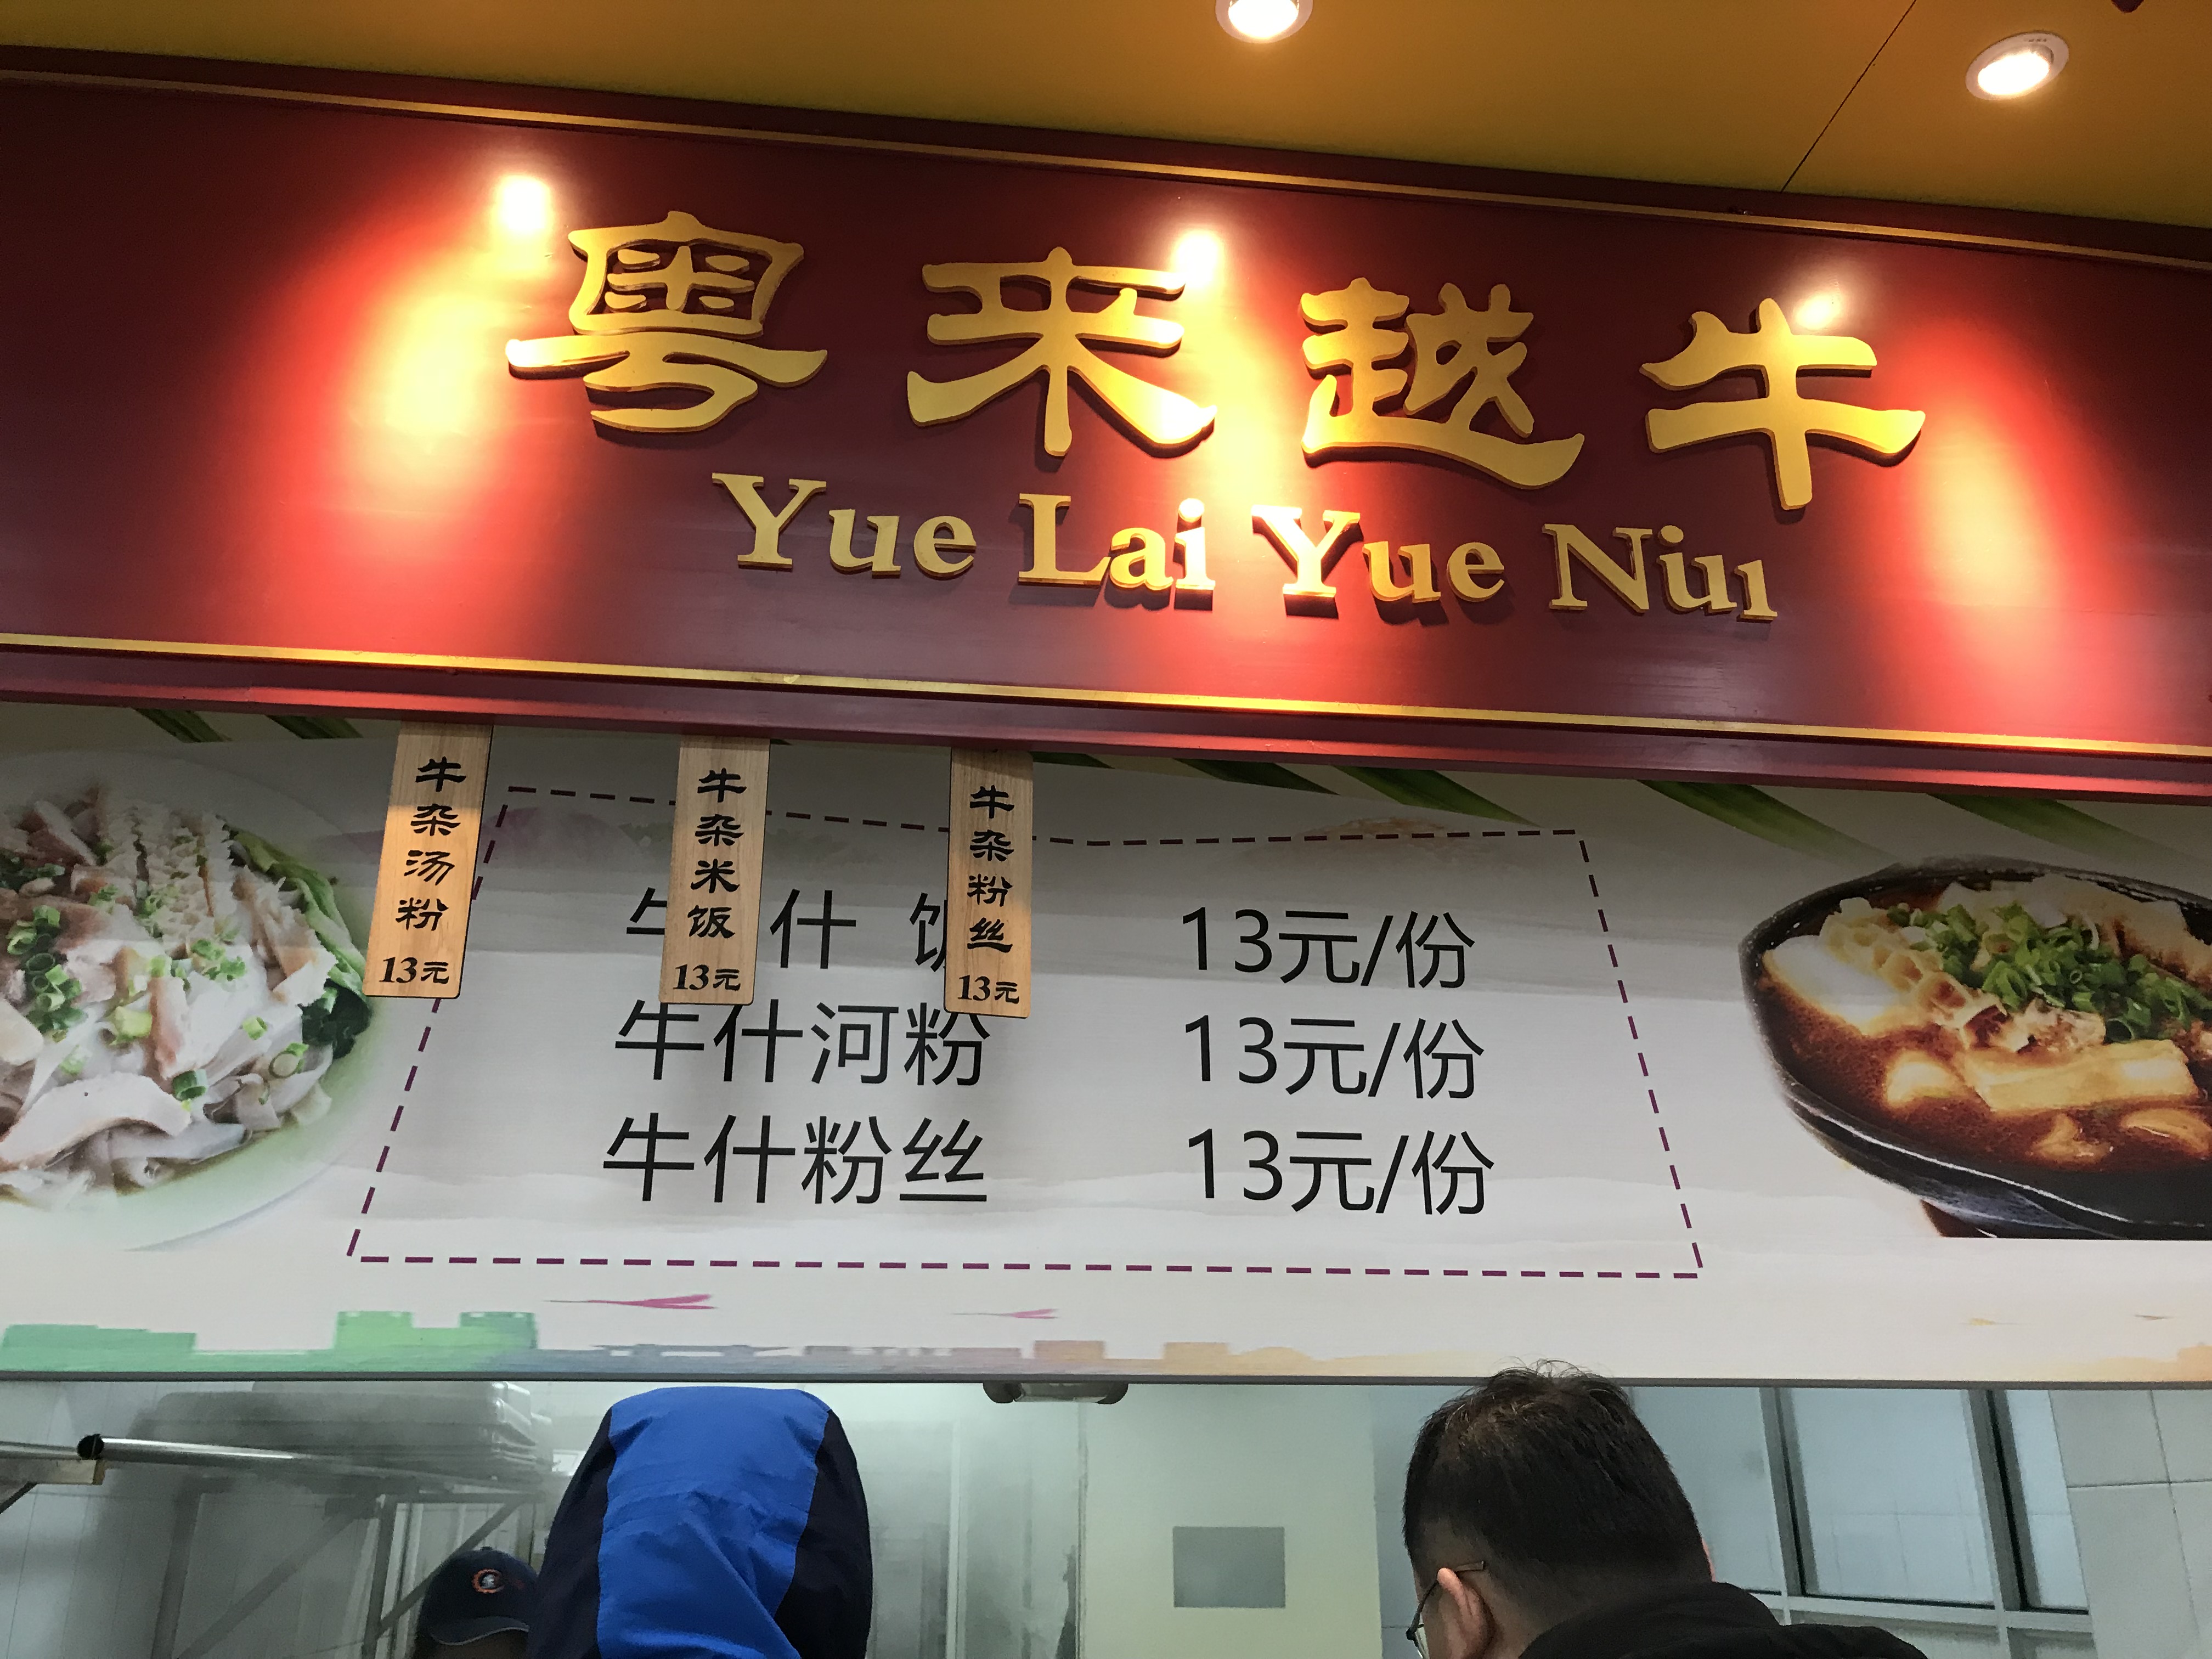 粤来越牛
Yue Lai Yue Niu
牛杂汤粉
13元
牛杂米饭
13元
牛杂粉丝
13元
什 13元/份
牛什河粉 13元/份
牛什粉丝 13元/份